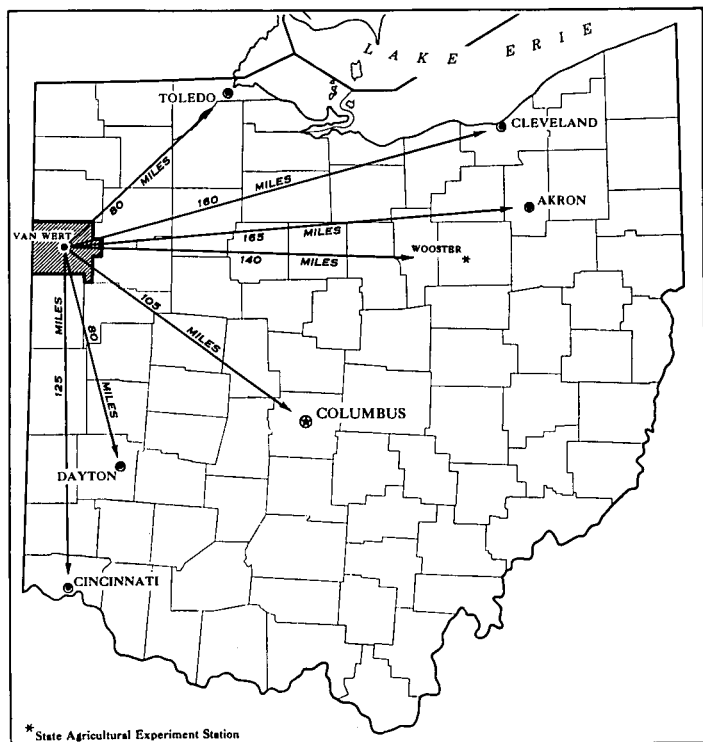 LAKE ERIE
TOLEDO
CLEVELAND
80 MILES
160 MILES
AKRON
VAN WERT
165 MILES
WOOSTER
*
140 MILES
105 MILES
80 MILES
125 MILES
COLUMBUS
DAYTON
CINCINNATI
* State Agricultural Experiment Station